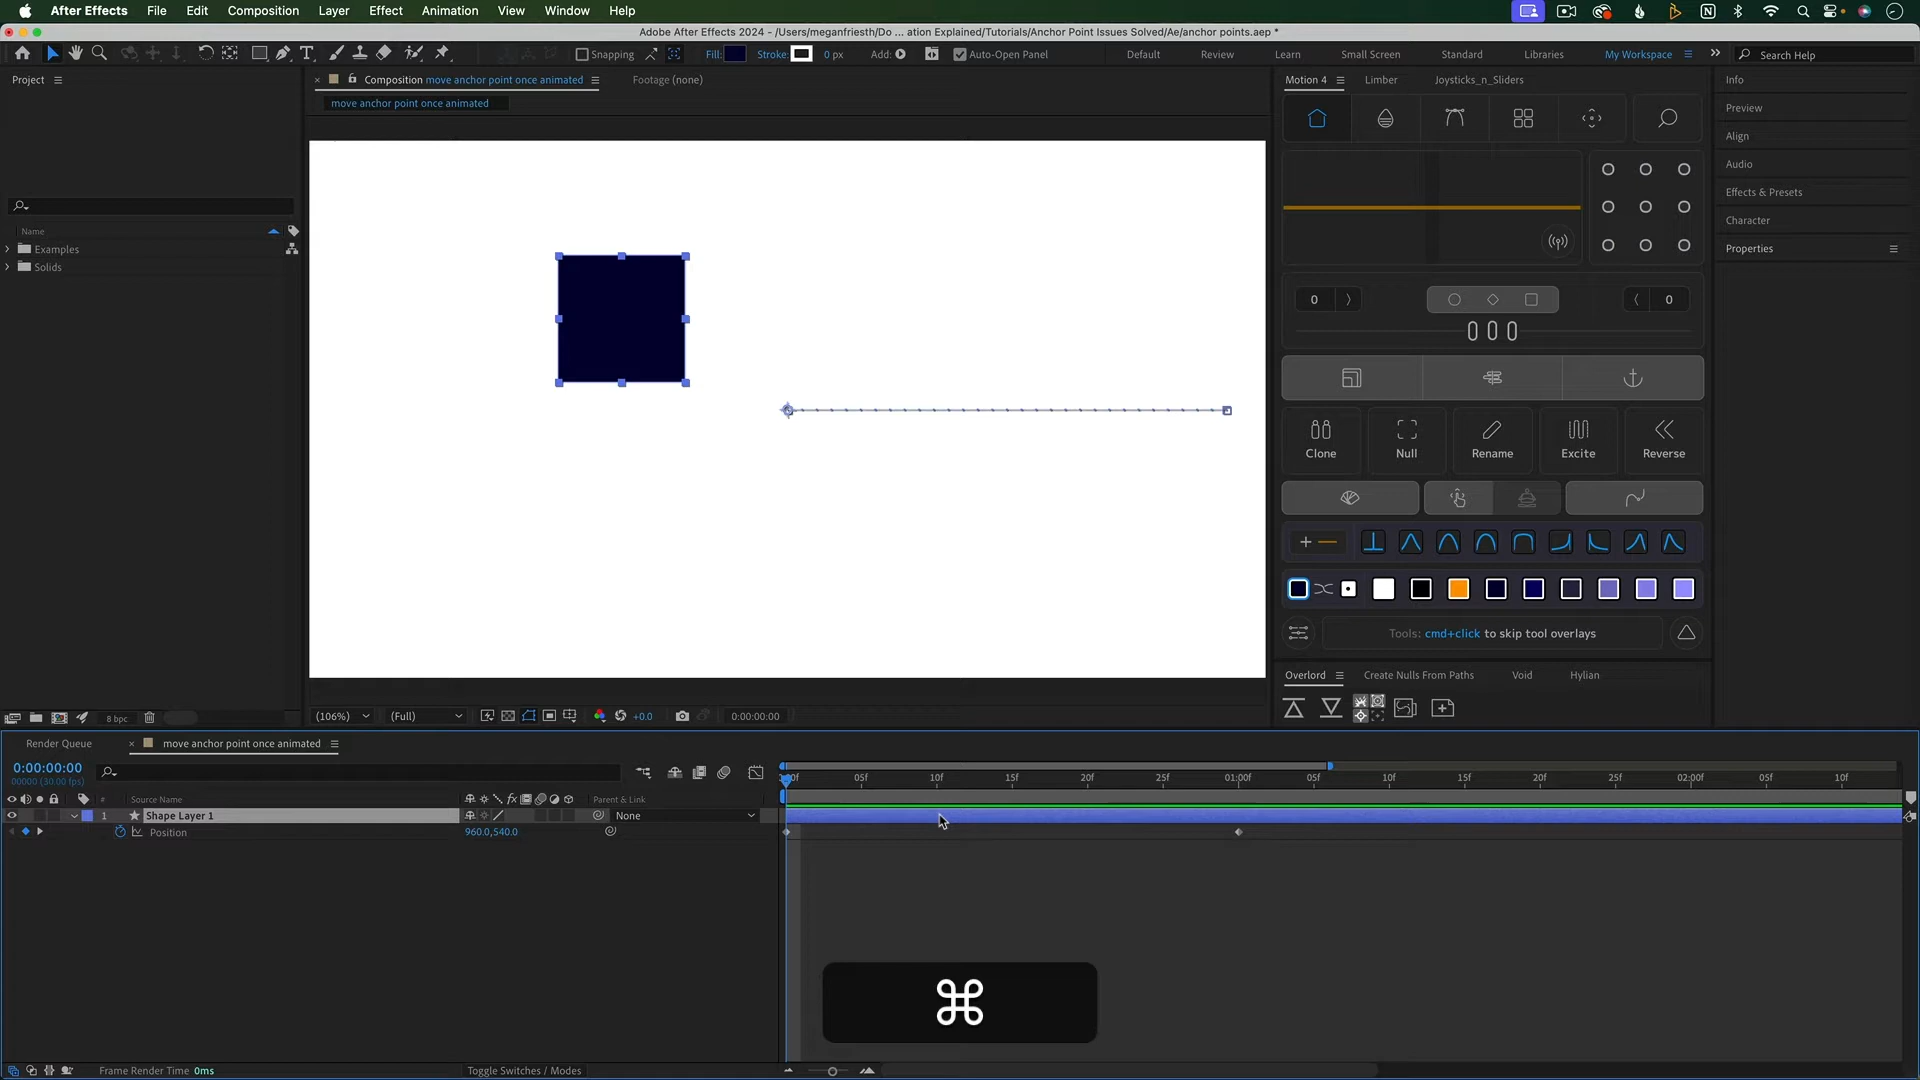 After Effects File Edit Composition Layer Effect Animation View Window Help
Adobe After Effects 2024 - /Users/meganfriesth/Do ... ation Explained/Tutorials/Anchor Point Issues Solved/Ae/anchor points.aep *
Snapping Fill: Stroke: 0 px Add: Auto-Open Panel Default Review Learn Small Screen Standard Libraries My Workspace Search Help
Project Composition move anchor point once animated Footage (none) Motion 4 Limber Joysticks_n_Sliders Info
move anchor point once animated
Preview
Align
Audio
Effects & Presets
Character
Properties
Name
Examples
Solids
0 0
Clone Null Rename Excite Reverse
Tools: cmd+click to skip tool overlays
Overlord Create Nulls From Paths Void Hylian
8 bpc (106%) (Full) +0.0 0:00:00:00
Render Queue move anchor point once animated
0:00:00:00
00000 (30.00 fps)
05f 10f 15f 20f 25f 01:00f 05f 10f 15f 20f 25f 02:00f 05f 10f
# Source Name fx Parent & Link
1 Shape Layer 1 None
Position 960.0,540.0
⌘
Frame Render Time 0ms Toggle Switches / Modes